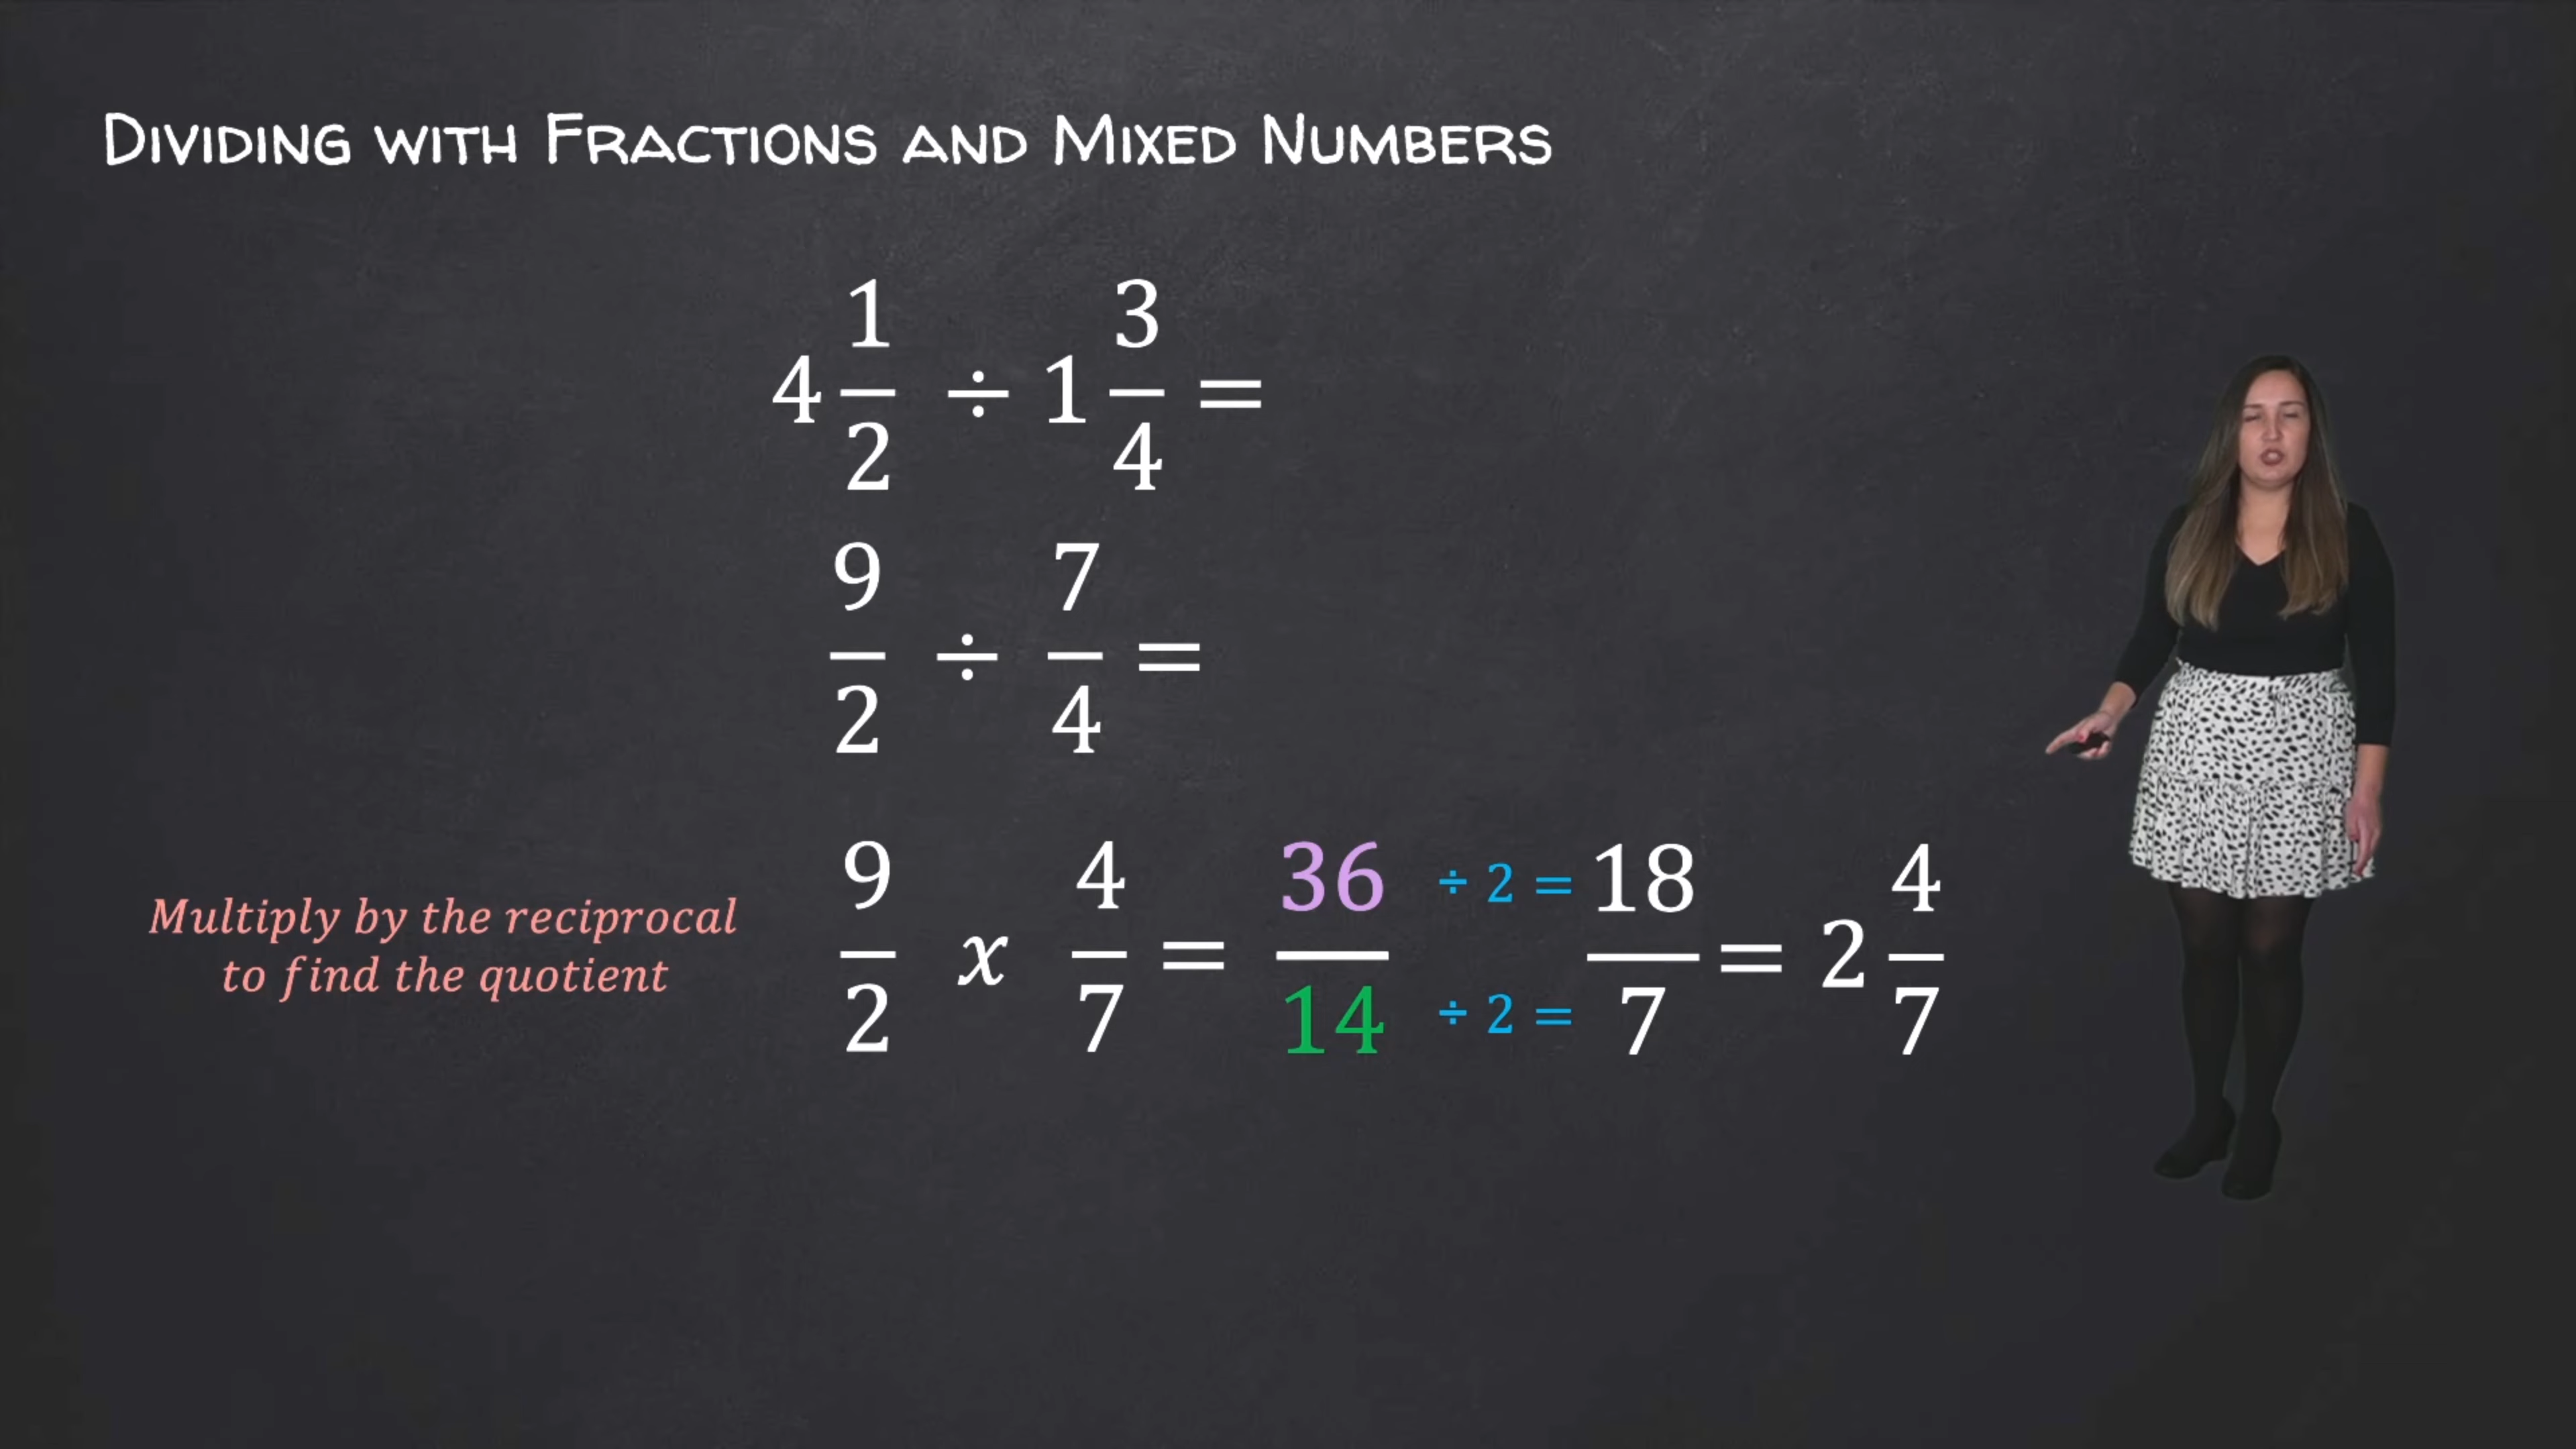 Dividing with Fractions and Mixed Numbers
4 1/2 ÷ 1 3/4 =
9/2 ÷ 7/4 =
Multiply by the reciprocal
to find the quotient
9/2 x 4/7 = 36/14 ÷ 2 = ÷ 2 = 18/7 = 2 4/7